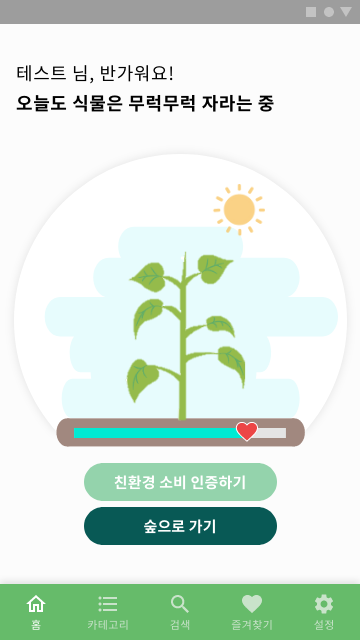 테스트 님, 반가워요!
오늘도 식물은 무럭무럭 자라는 중
친환경 소비 인증하기
숲으로 가기
홈
카테고리
검색
즐겨찾기
설정